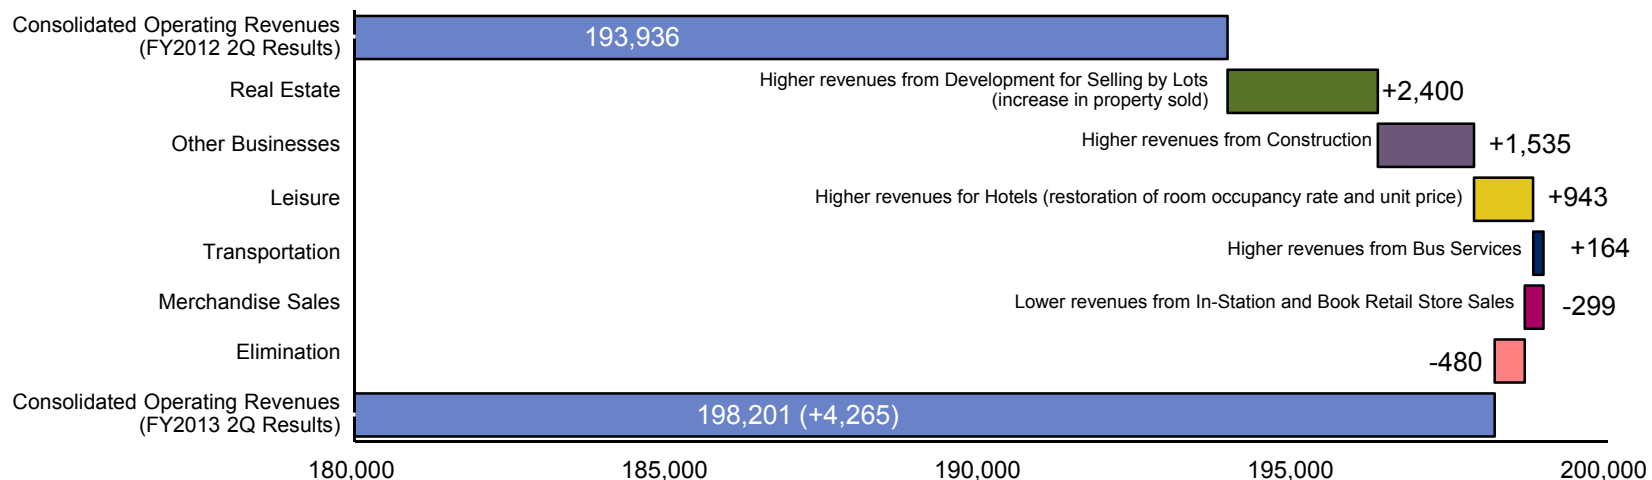 Consolidated Operating Revenues
(FY2012 2Q Results)
193,936
Real Estate
Higher revenues from Development for Selling by Lots
(increase in property sold)
+2,400
Other Businesses
Higher revenues from Construction
+1,535
Leisure
Higher revenues for Hotels (restoration of room occupancy rate and unit price)
+943
Transportation
Higher revenues from Bus Services
+164
Merchandise Sales
Lower revenues from In-Station and Book Retail Store Sales
-299
Elimination
-480
Consolidated Operating Revenues
(FY2013 2Q Results)
198,201 (+4,265)
180,000
185,000
190,000
195,000
200,000